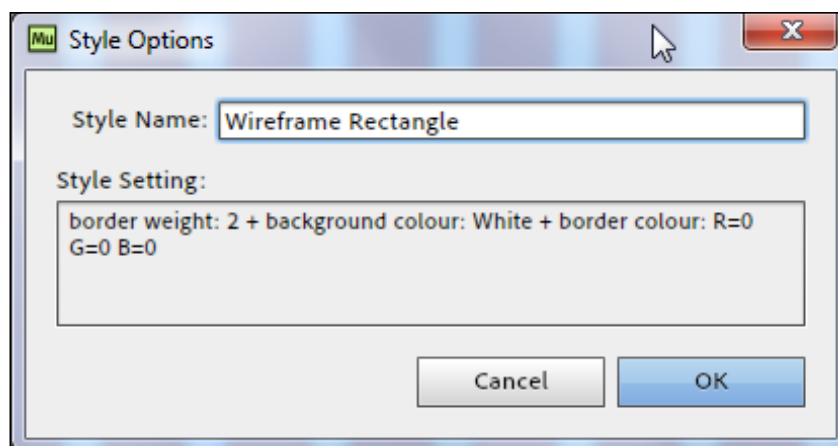 Mu Style Options
X
Style Name: Wireframe Rectangle
Style Setting:
border weight: 2 + background colour: White + border colour: R=0
G=0 B=0
Cancel OK